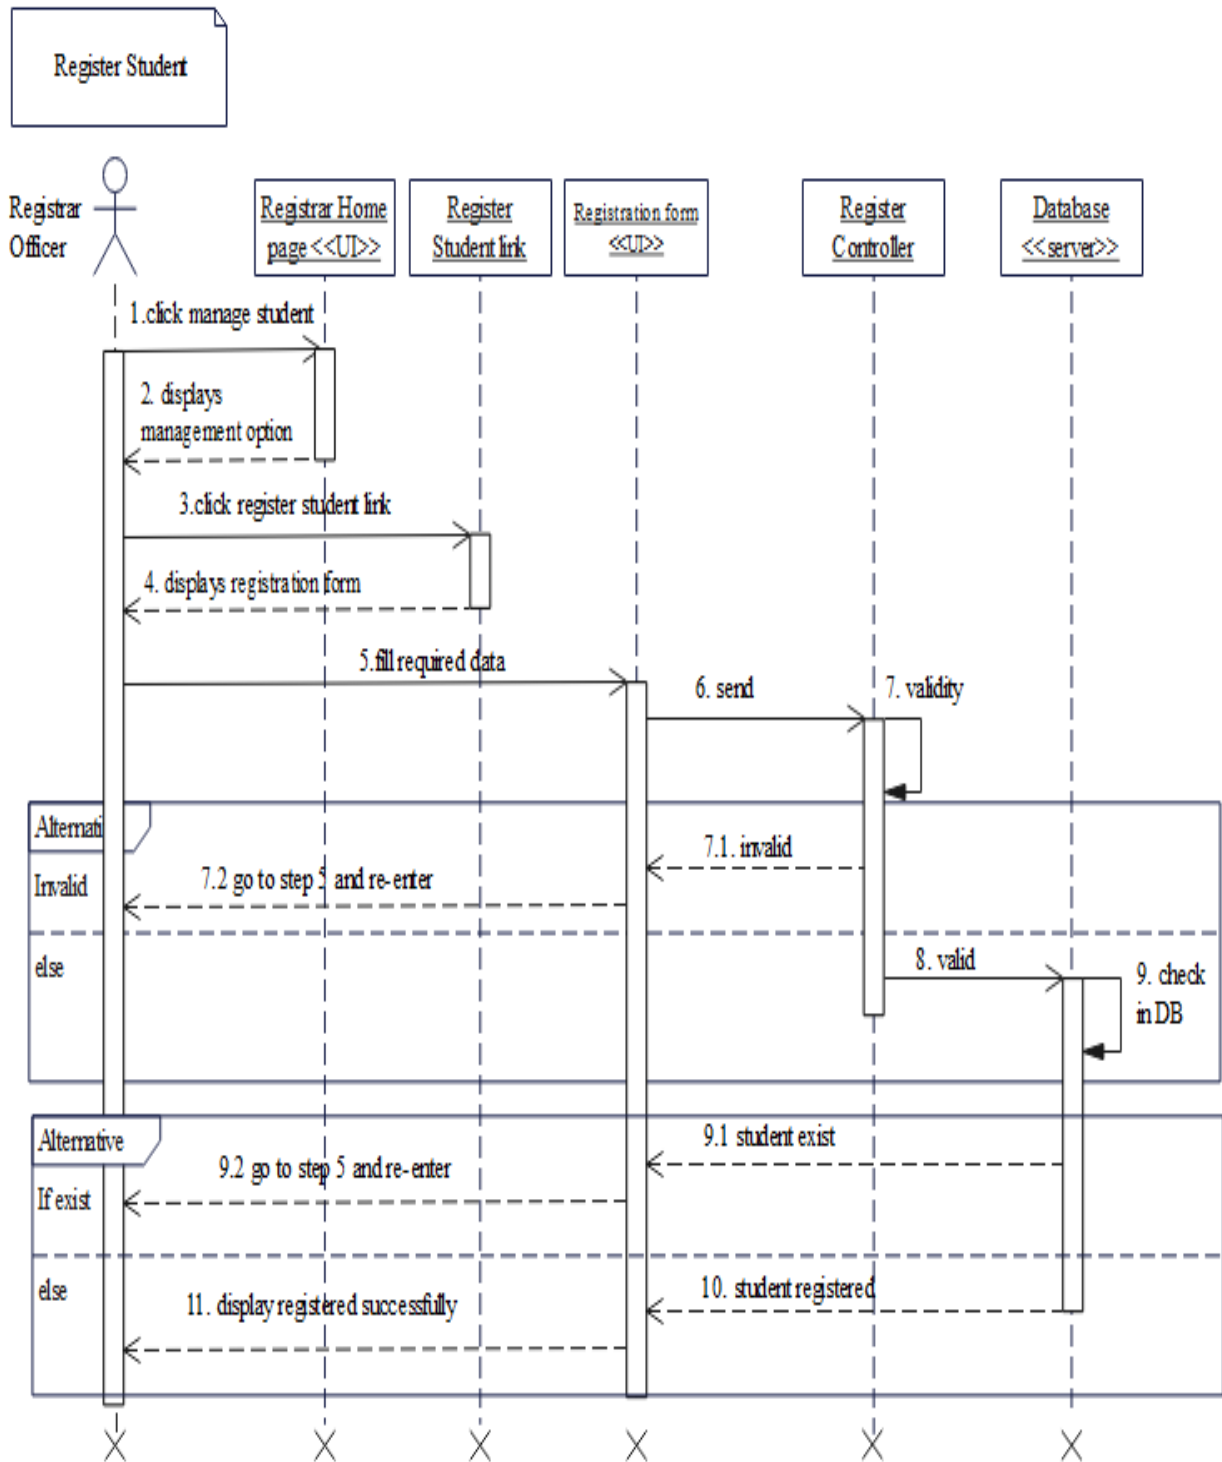 Register Student
Registrar
Officer
Registrar Home
page <<UI>>
Register
Student link
Registration form
<<UI>>
Register
Controller
Database
<<server>>
1.click manage student
2. displays
management option
3.click register student link
4. displays registration form
5.fill required data
6. send
7. validity
Alternati
Invalid
7.1. invalid
7.2 go to step 5 and re-enter
else
8. valid
9. check
in DB
Alternative
9.1 student exist
9.2 go to step 5 and re-enter
If exist
else
10. student registered
11. display registered successfully